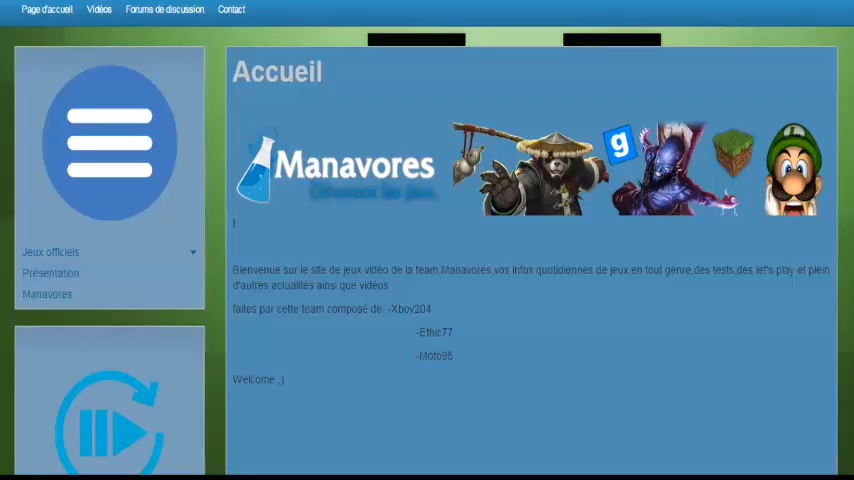 Page d'accueil Vidéos Forums de discussion Contact
Accueil
Manavores
g
L
!
Jeux officiels
Présentation
Manavores
Bienvenue sur le site de jeux vidéo de la team Manavores,vos infos quotidiennes de jeux en tout genre,des tests,des let's play et plein
d'autres actualités ainsi que vidéos
faites par cette team composé de :-Xboy204
-Ethic77
-Moto95
Welcome ;)